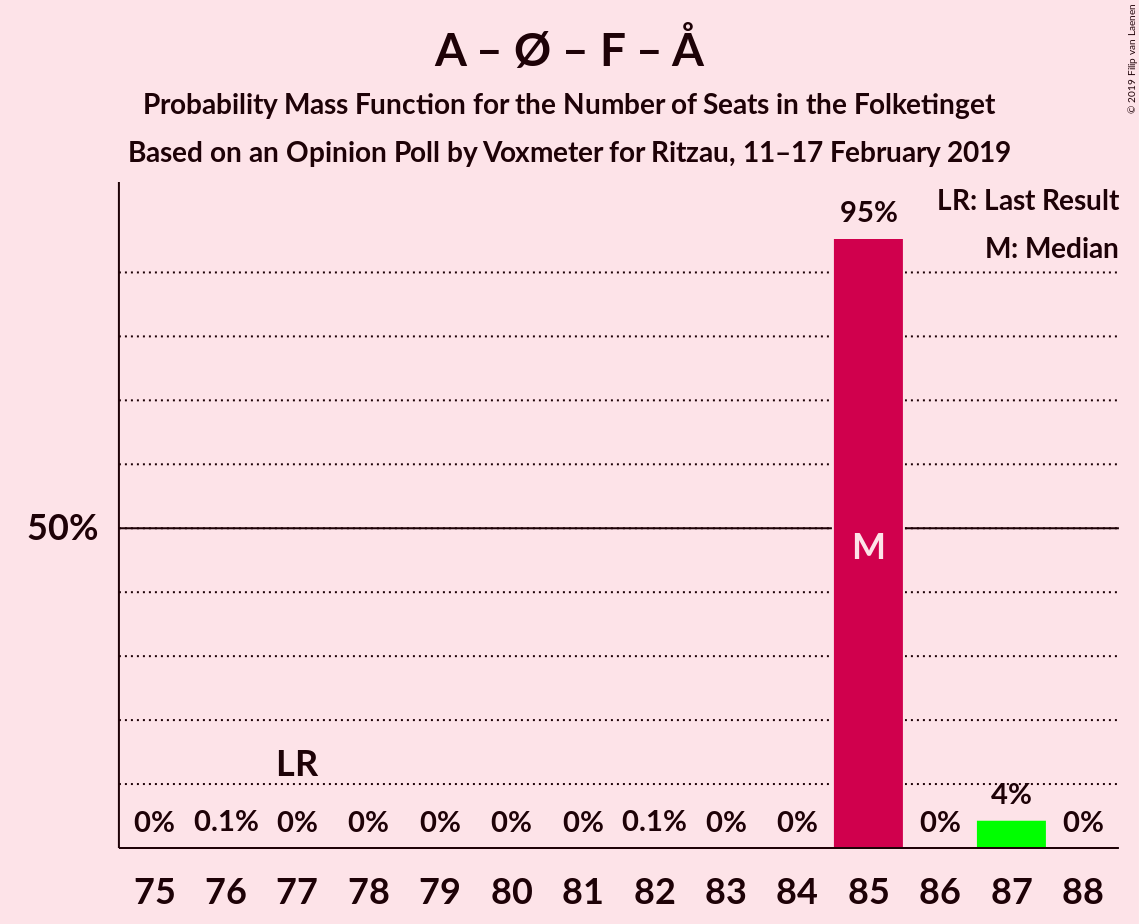 A – Ø – F – Å
Probability Mass Function for the Number of Seats in the Folketinget
Based on an Opinion Poll by Voxmeter for Ritzau, 11–17 February 2019
© 2019 Filip van Laenen
LR: Last Result
M: Median
95%
50%
M
LR
4%
0% 0.1% 0% 0% 0% 0% 0% 0.1% 0% 0% 0% 0%
75 76 77 78 79 80 81 82 83 84 85 86 87 88